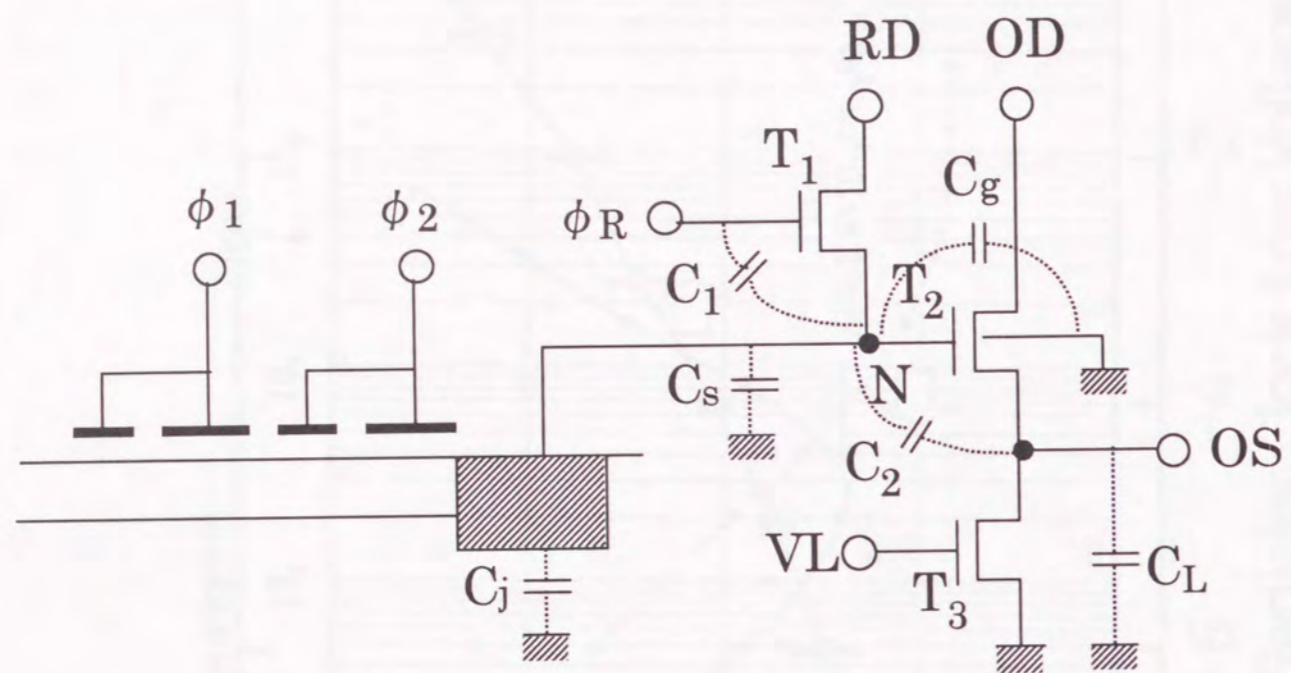 RD OD
T1
Cg
ϕ1 ϕ2 ϕR
C1 T2
Cs N
C2 OS
VL
Cj T3 CL